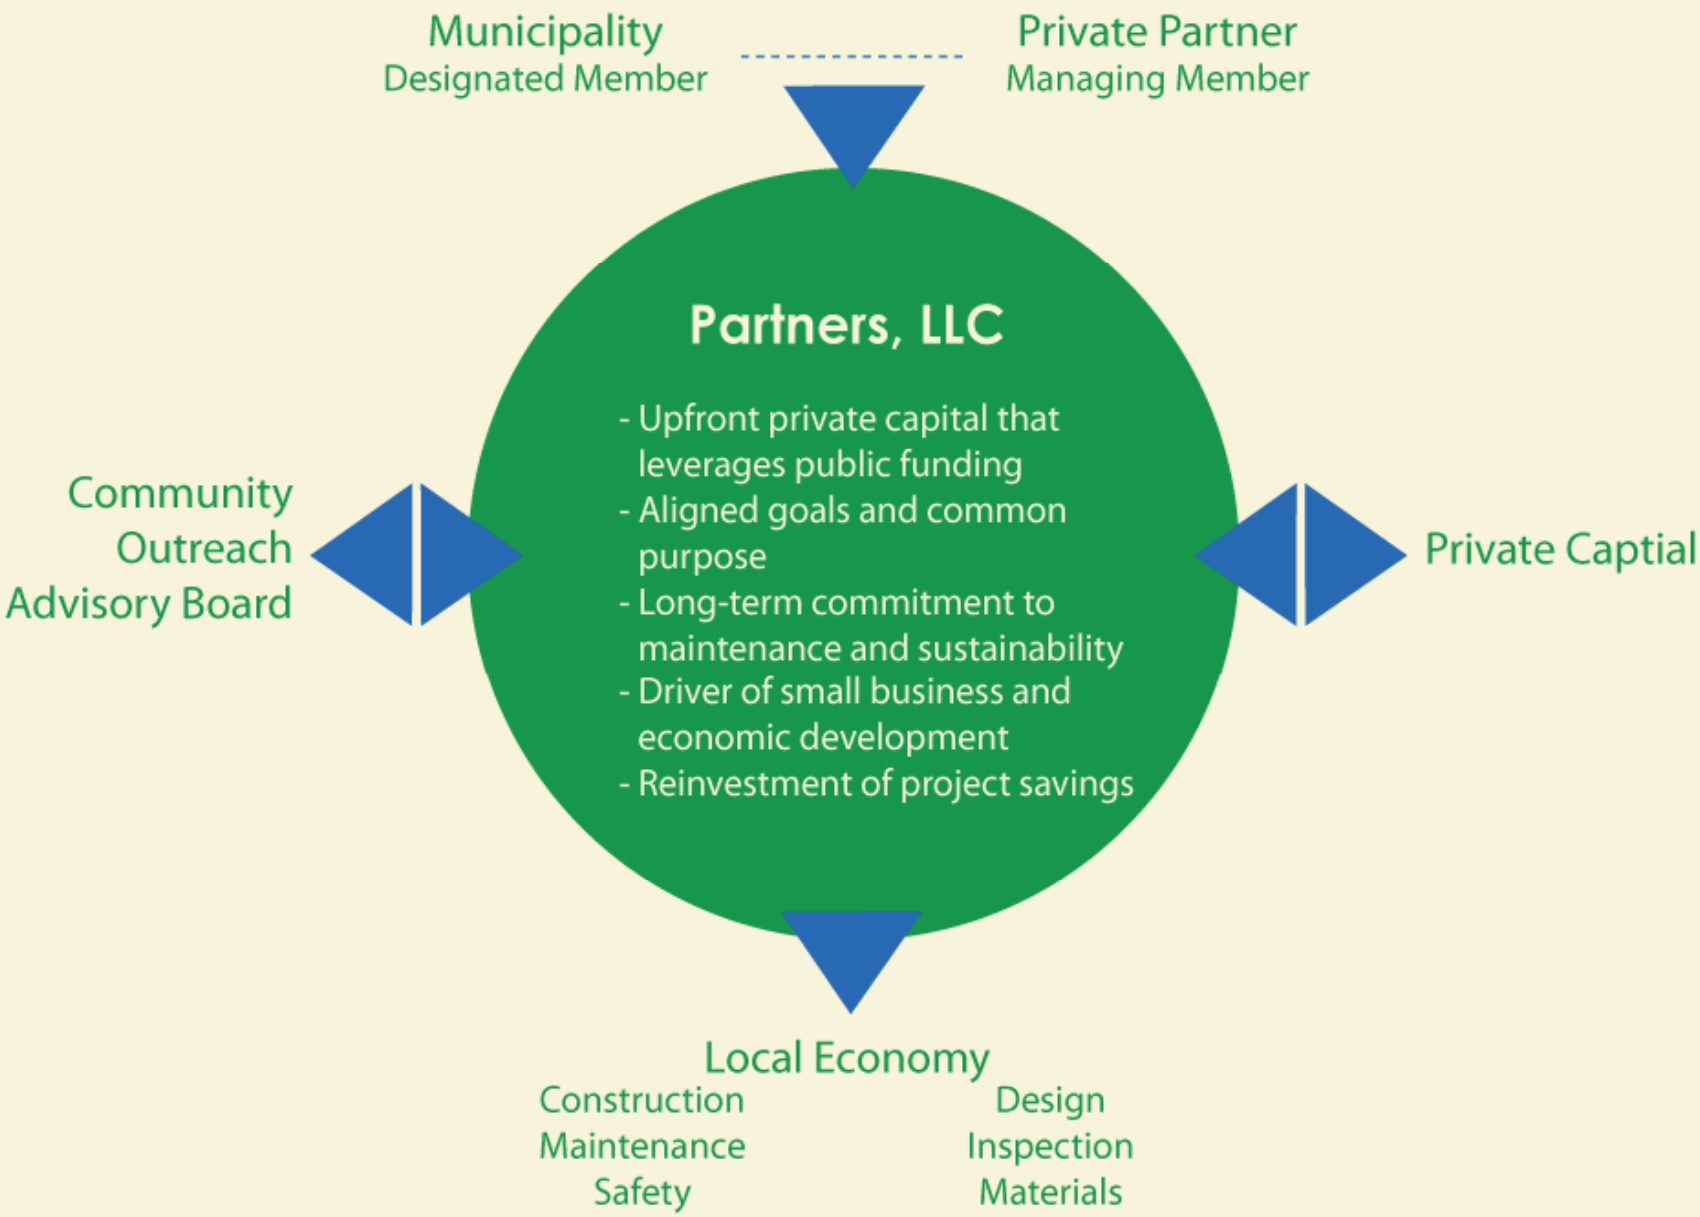 Municipality
Designated Member
Private Partner
Managing Member
Partners, LLC
- Upfront private capital that
leverages public funding
- Aligned goals and common
purpose
- Long-term commitment to
maintenance and sustainability
- Driver of small business and
economic development
- Reinvestment of project savings
Community
Outreach
Advisory Board
Private Captial
Local Economy
Construction
Maintenance
Safety
Design
Inspection
Materials